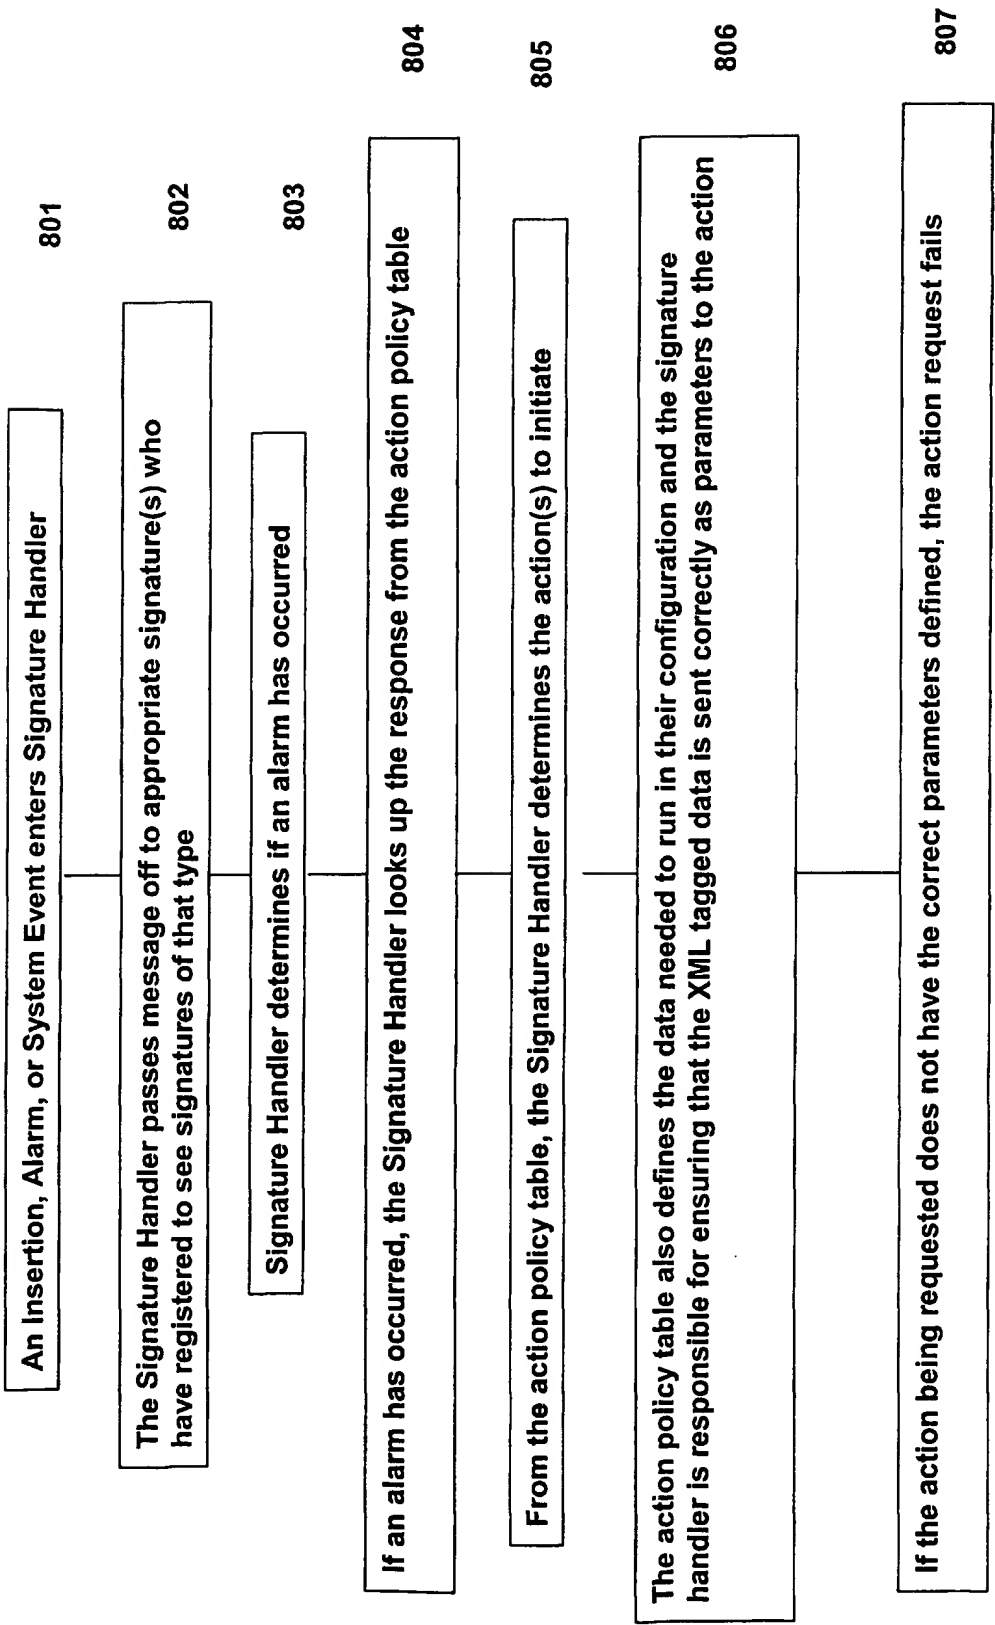 801
An Insertion, Alarm, or System Event enters Signature Handler
802
The Signature Handler passes message off to appropriate signature(s) who
have registered to see signatures of that type
803
Signature Handler determines if an alarm has occurred
804
If an alarm has occurred, the Signature Handler looks up the response from the action policy table
805
From the action policy table, the Signature Handler determines the action(s) to initiate
806
The action policy table also defines the data needed to run in their configuration and the signature
handler is responsible for ensuring that the XML tagged data is sent correctly as parameters to the action
807
If the action being requested does not have the correct parameters defined, the action request fails